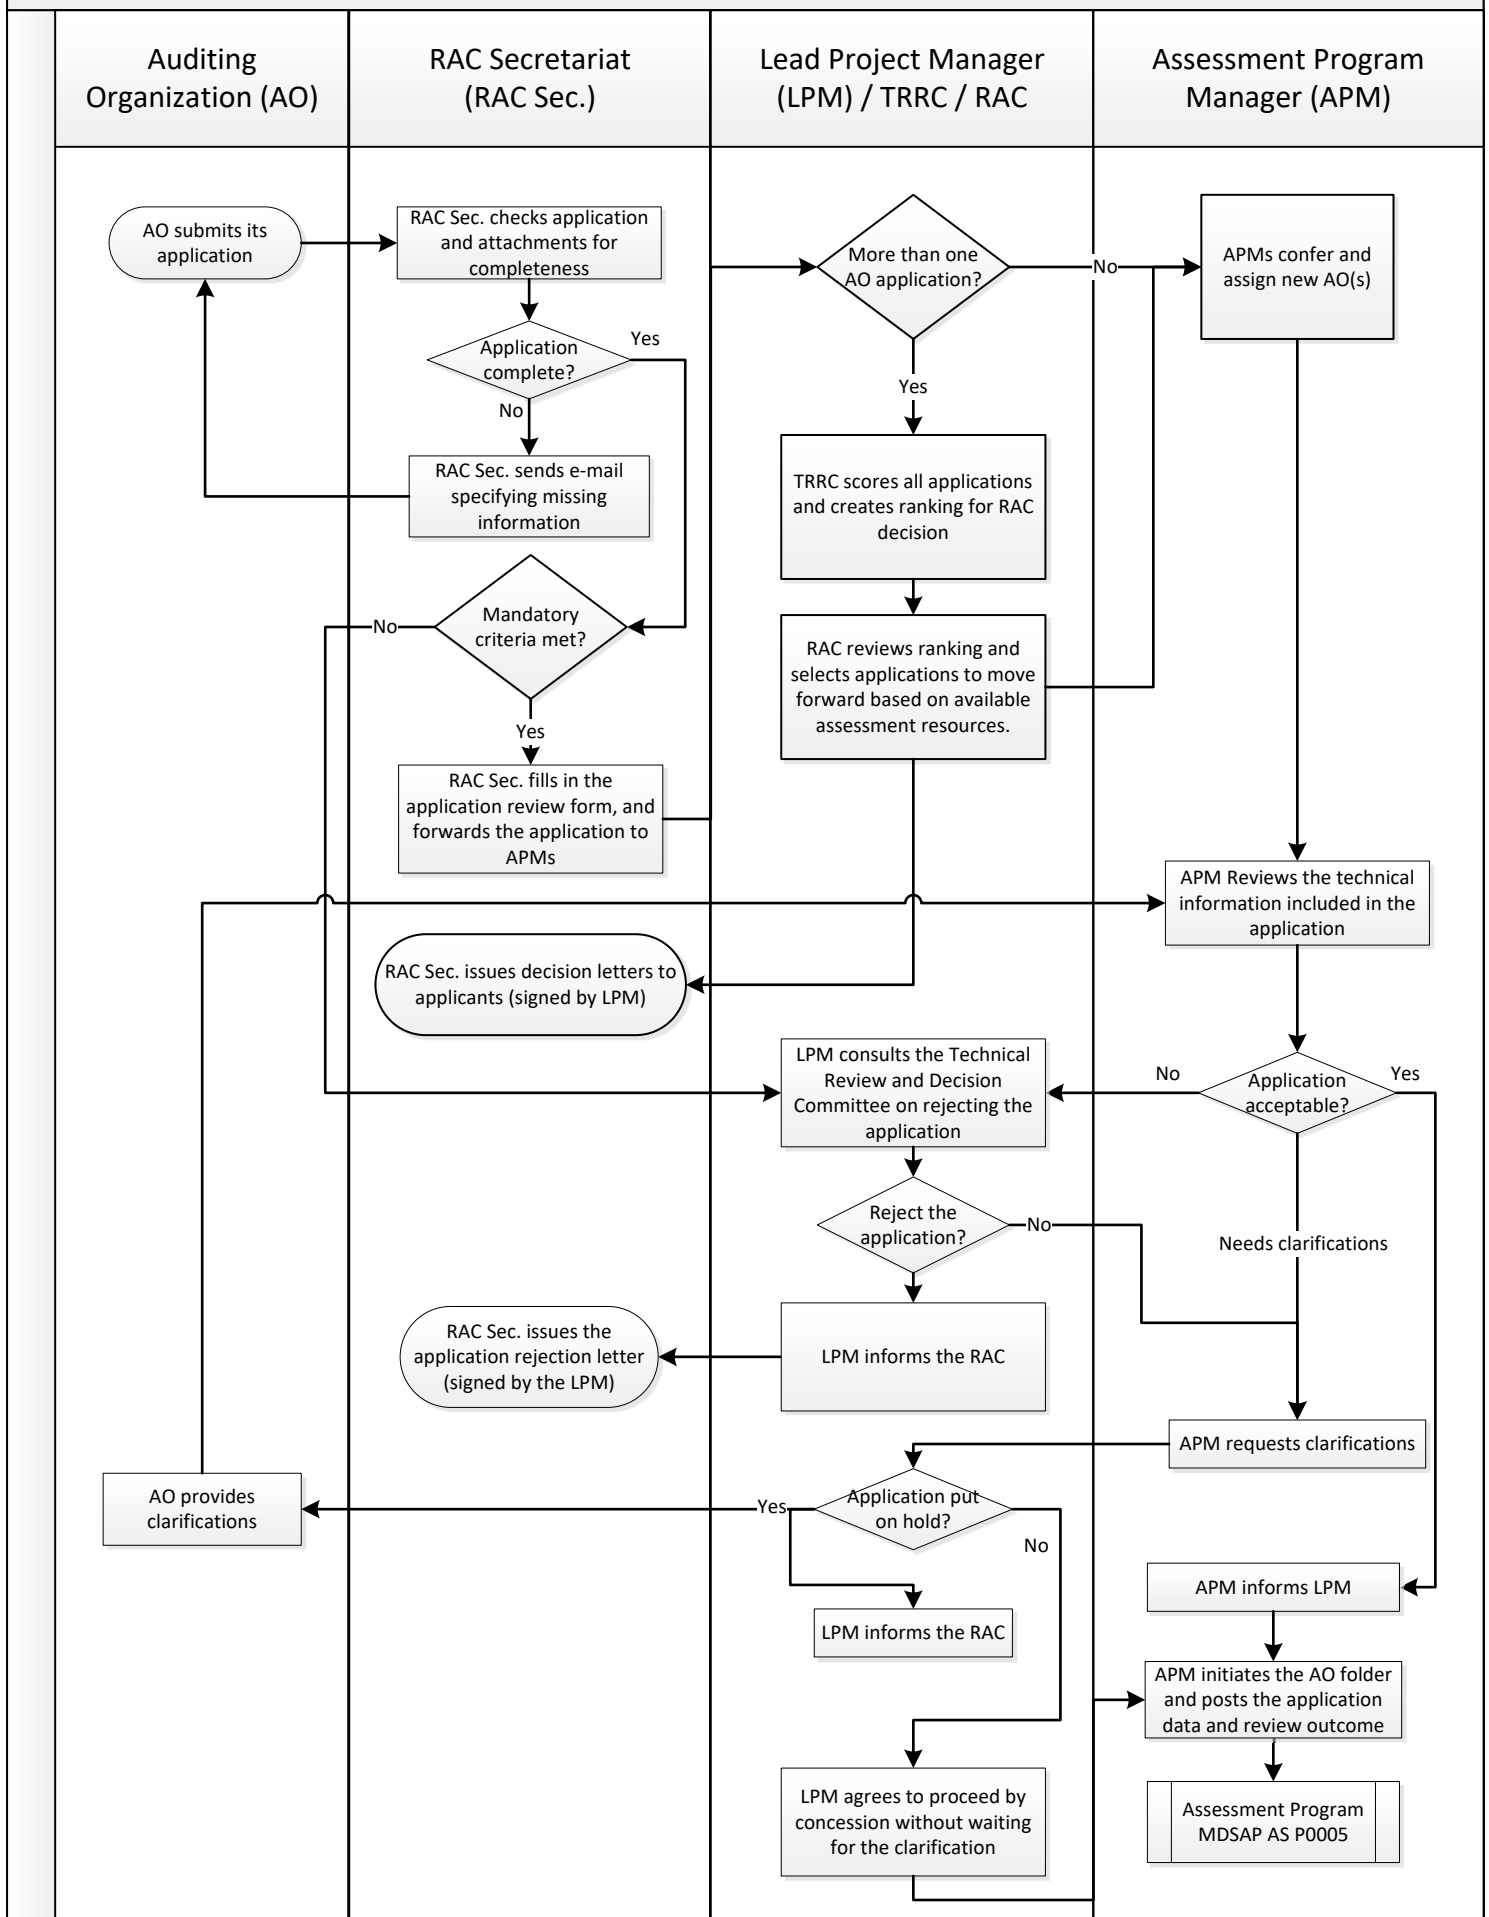 Auditing
Organization (AO)
RAC Secretariat
(RAC Sec.)
Lead Project Manager
(LPM) / TRRC / RAC
Assessment Program
Manager (APM)
AO submits its
application
RAC Sec. checks application
and attachments for
completeness
More than one
AO application?
No
APMs confer and
assign new AO(s)
Application
complete?
Yes
No
Yes
RAC Sec. sends e-mail
specifying missing
information
TRRC scores all applications
and creates ranking for RAC
decision
Mandatory
criteria met?
No
Yes
RAC reviews ranking and
selects applications to move
forward based on available
assessment resources.
RAC Sec. fills in the
application review form, and
forwards the application to
APMs
APM Reviews the technical
information included in the
application
RAC Sec. issues decision letters to
applicants (signed by LPM)
LPM consults the Technical
Review and Decision
Committee on rejecting the
application
No
Application
acceptable?
Yes
Reject the
application?
No
Needs clarifications
RAC Sec. issues the
application rejection letter
(signed by the LPM)
LPM informs the RAC
APM requests clarifications
AO provides
clarifications
Yes
Application put
on hold?
No
LPM informs the RAC
APM informs LPM
APM initiates the AO folder
and posts the application
data and review outcome
LPM agrees to proceed by
concession without waiting
for the clarification
Assessment Program
MDSAP AS P0005